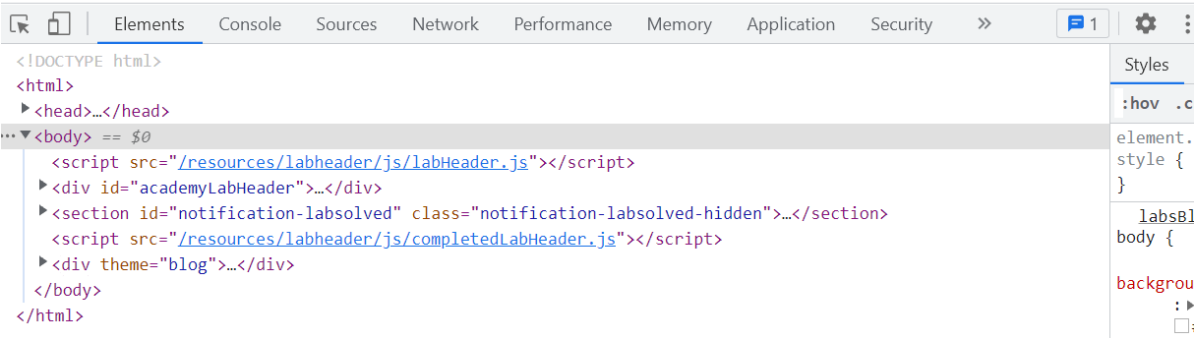 Elements Console Sources Network Performance Memory Application Security » 1
<!DOCTYPE html>
Styles
<html>
<head>…</head>
:hov .c
<body> == $0
element.
<script src="/resources/labheader/js/labHeader.js"></script>
style {
<div id="academyLabHeader">…</div>
}
<section id="notification-labsolved" class="notification-labsolved-hidden">…</section>
labsBl
<script src="/resources/labheader/js/completedLabHeader.js"></script>
body {
<div theme="blog">…</div>
backgrou
</body>
:
</html>